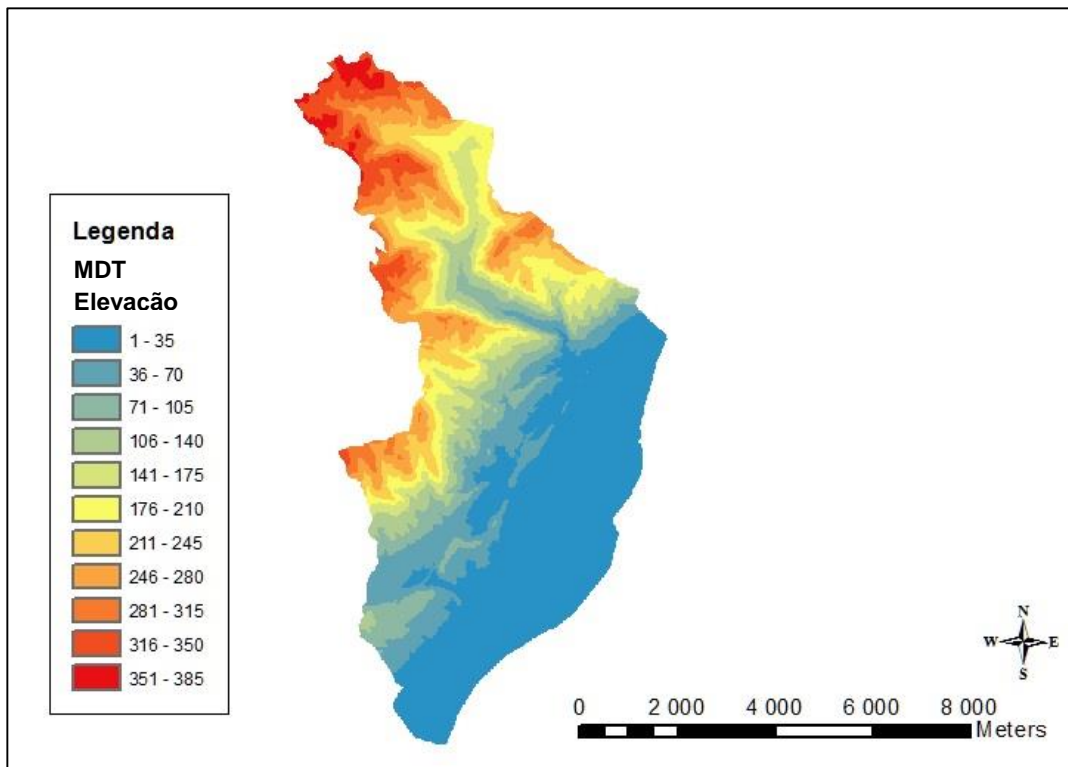 Legenda
MDT
Elevacão
1 - 35
36 - 70
71 - 105
106 - 140
141 - 175
176 - 210
211 - 245
246 - 280
281 - 315
316 - 350
351 - 385
N
W E
S
0 2 000 4 000 6 000 8 000
Meters